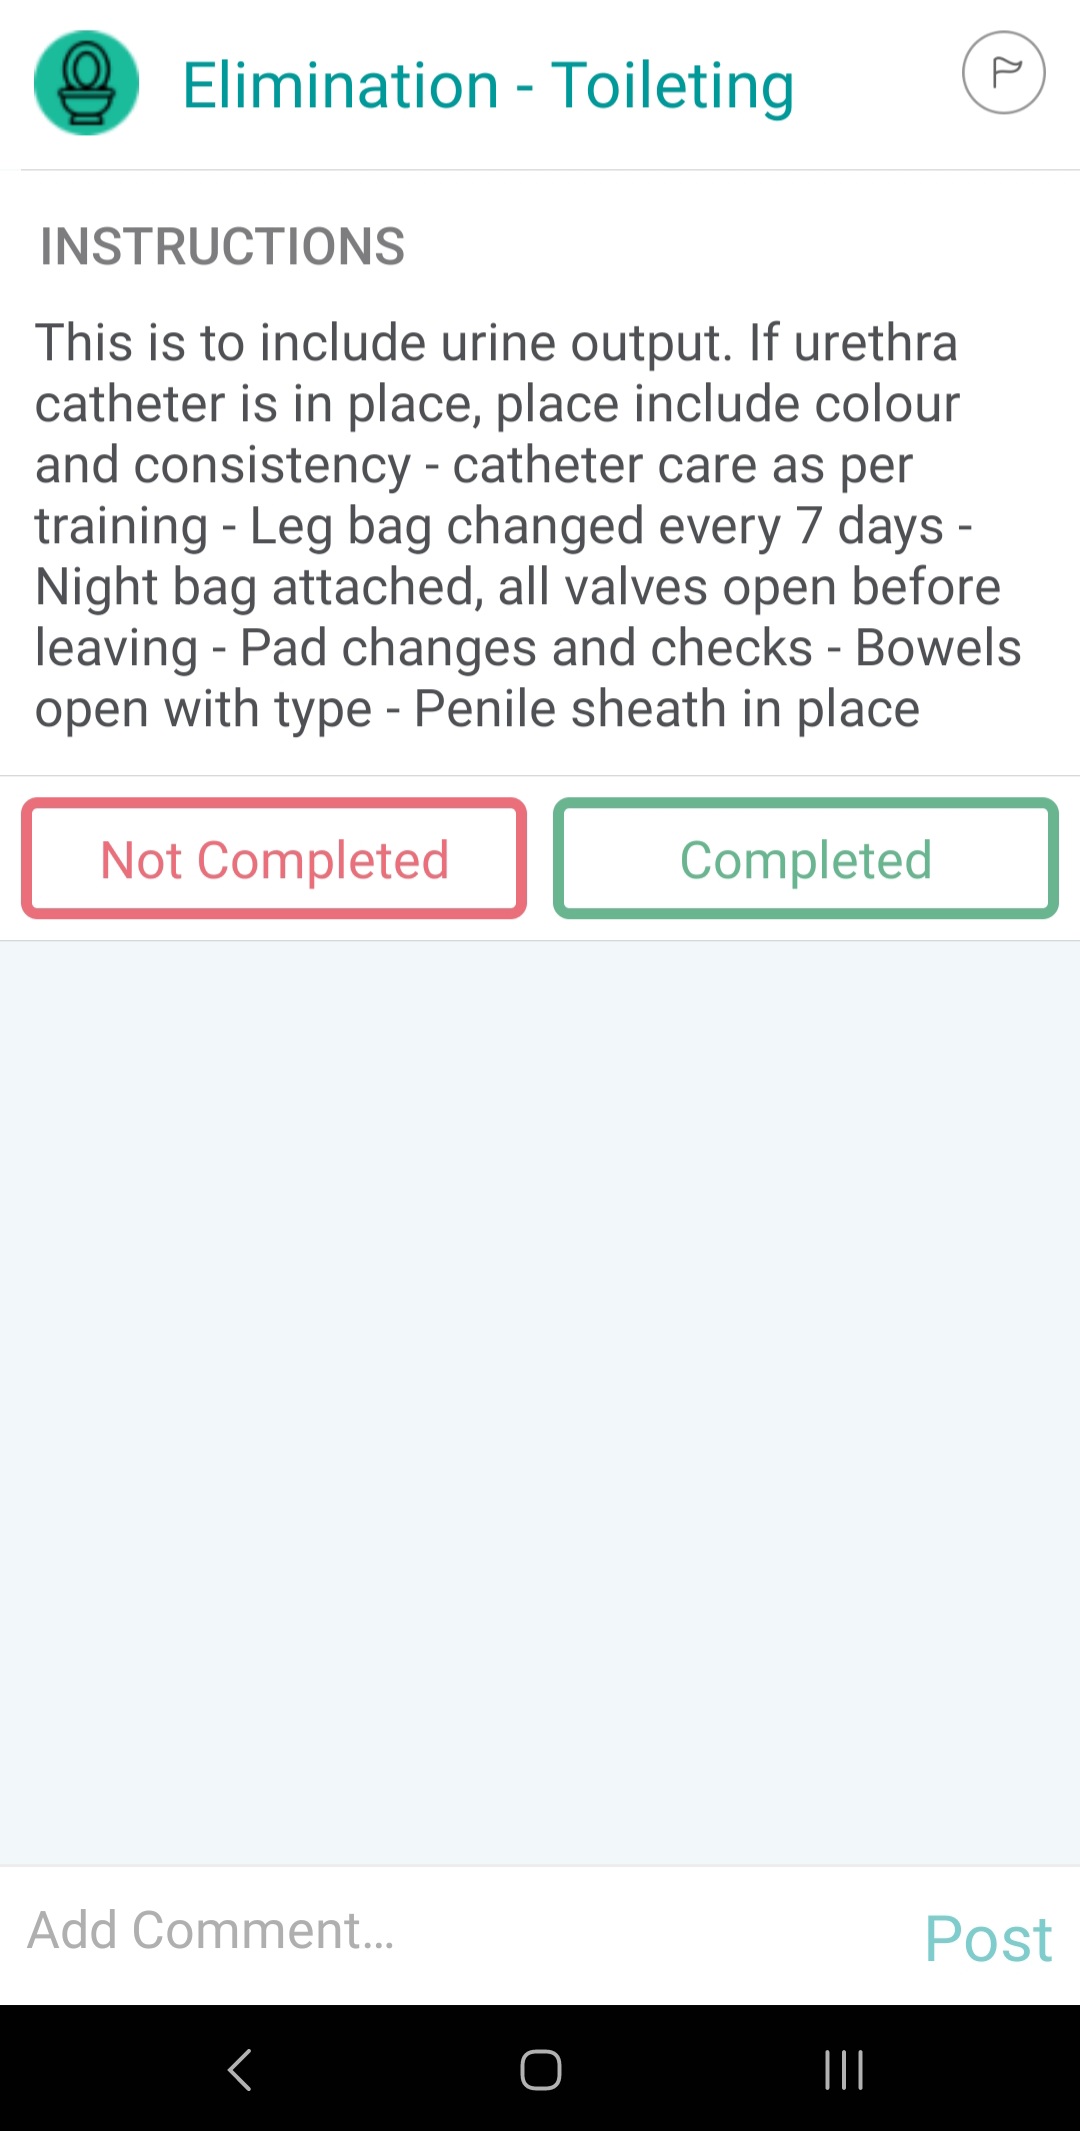 Elimination - Toileting
INSTRUCTIONS
This is to include urine output. If urethra
catheter is in place, place include colour
and consistency - catheter care as per
training - Leg bag changed every 7 days -
Night bag attached, all valves open before
leaving - Pad changes and checks - Bowels
open with type - Penile sheath in place
Not Completed
Completed
Add Comment...
Post